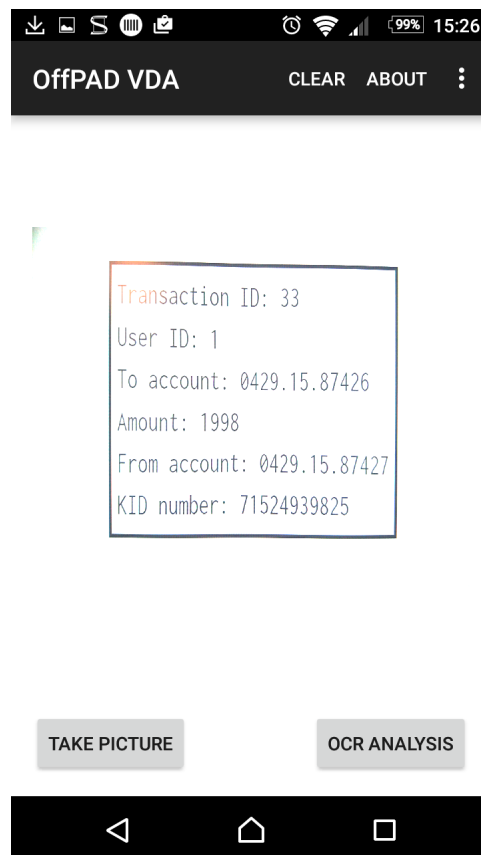 99% 15:26
OffPAD VDA CLEAR ABOUT
Transaction ID: 33
User ID: 1
To account: 0429.15.87426
Amount: 1998
From account: 0429.15.87427
KID number: 71524939825
TAKE PICTURE OCR ANALYSIS